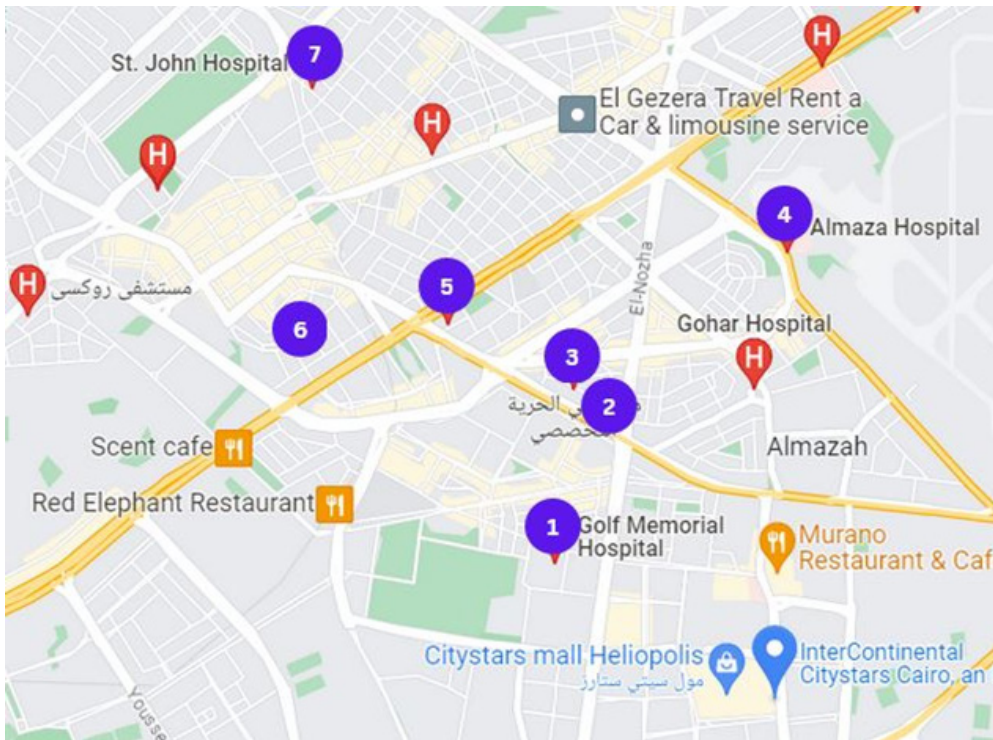 7
St. John Hospital
H
El Gezera Travel Rent a
Car & limousine service
H
H
4
Almaza Hospital
El-Nozha
H
مستشفى روكسي
5
6
Gohar Hospital
3
H
2
الحرية
Scent cafe
Almazah
Red Elephant Restaurant
1
Golf Memorial
Hospital
Murano
Restaurant & Caf
Citystars mall Heliopolis
مول سيتي ستارز
InterContinental
Citystars Cairo, an
Yousse